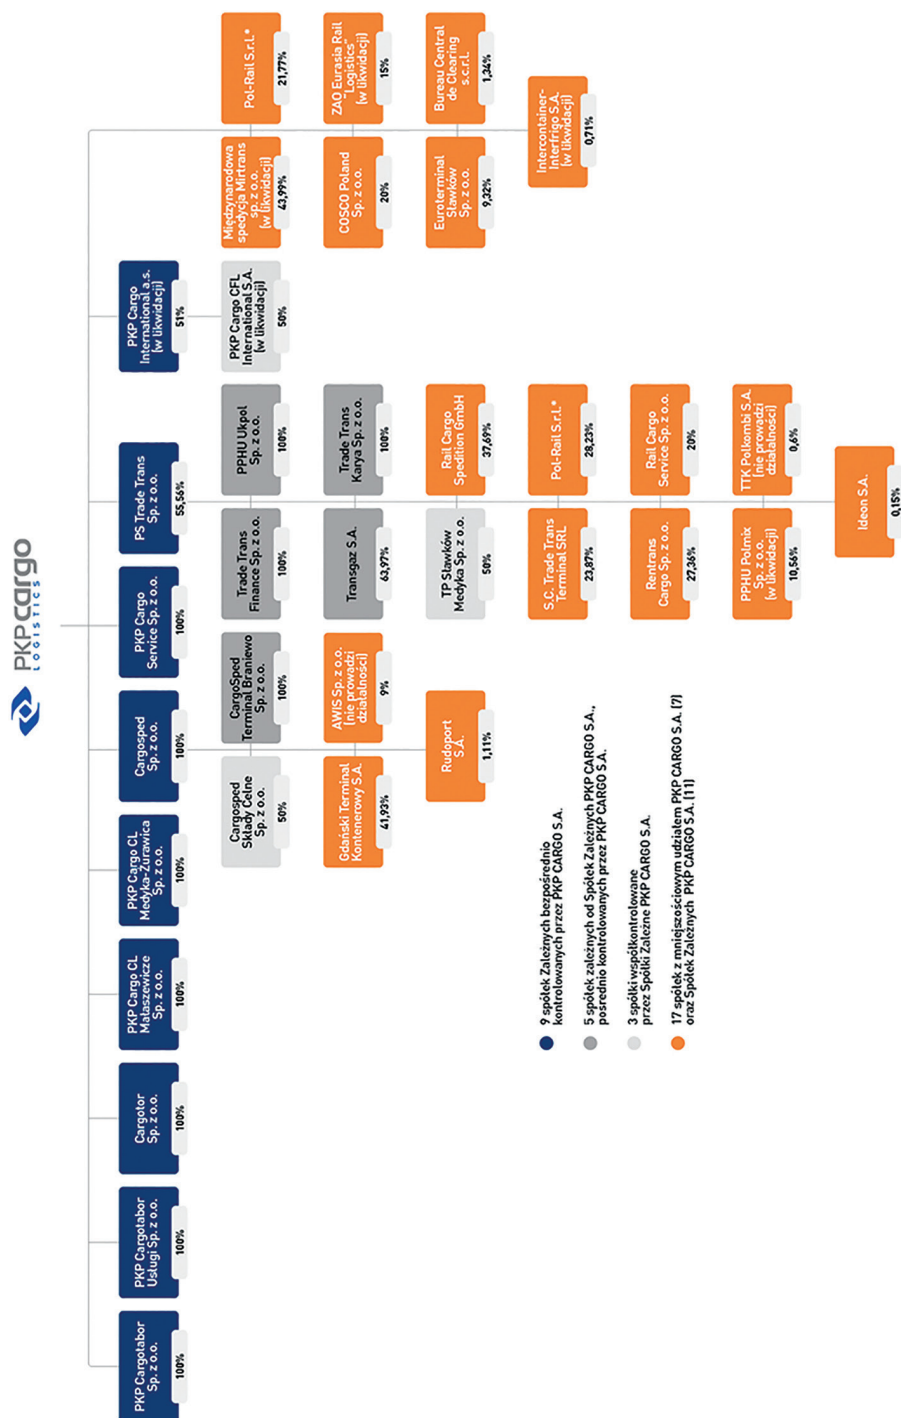 PKP CARGO
LOGISTICS
PKP Cargotabor
Sp. z o.o.
100%
PKP Cargotabor
Usługi Sp. z o.o.
100%
Cargotor
Sp. z o.o.
100%
PKP Cargo CL
Małaszewicze
Sp. z o.o.
100%
PKP Cargo CL
Medyka-Żurawica
Sp. z o.o.
100%
Cargosped
Sp. z o.o.
100%
PKP Cargo
Service Sp. z o.o.
100%
PS Trade Trans
Sp. z o.o.
55,56%
PKP Cargo
International a.s.
(w likwidacji)
51%
Cargosped
Składy Celne
Sp. z o.o.
50%
CargoSped
Terminal Braniewo
Sp. z o.o.
100%
Gdański Terminal
Kontenerowy S.A.
41,93%
AWIS Sp. z o.o.
(nie prowadzi
działalności)
9%
Rudoport
S.A.
1,11%
Trade Trans
Finance Sp. z o.o.
100%
PPHU Ukpol
Sp. z o.o.
100%
Transgaz S.A.
63,97%
Trade Trans
Karya Sp. z o.o.
100%
TP Sławków
Medyka Sp. z o.o.
50%
Rail Cargo
Spedition GmbH
37,69%
S.C. Trade Trans
Terminal SRL
23,87%
Pol-Rail S.r.l.*
28,23%
Rentrans
Cargo Sp. z o.o.
27,36%
Rail Cargo
Service Sp. z o.o.
20%
PPHU Polmix
Sp. z o.o.
(w likwidacji)
10,56%
TTK Polkombi S.A.
(nie prowadzi
działalności)
0,6%
Ideon S.A.
0,15%
PKP Cargo CFL
International S.A.
(w likwidacji)
50%
Międzynarodowa
spedycja Mirtrans
sp. z o.o.
(w likwidacji)
43,99%
Pol-Rail S.r.l.*
21,77%
COSCO Poland
Sp. z o.o.
20%
ZAO Eurasia Rail
"Logistics"
(w likwidacji)
15%
Euroterminal
Sławków
Sp. z o.o.
9,32%
Bureau Central
de Clearing
s.c.r.l.
1,34%
Intercontainer-
Interfrigo S.A.
(w likwidacji)
0,71%
9 spółek Zależnych bezpośrednio
kontrolowanych przez PKP CARGO S.A.
5 spółek zależnych od Spółek Zależnych PKP CARGO S.A.,
pośrednio kontrolowanych przez PKP CARGO S.A.
3 spółki współkontrolowane
przez Spółki Zależne PKP CARGO S.A.
17 spółek z mniejszościowym udziałem PKP CARGO S.A. [7]
oraz Spółek Zależnych PKP CARGO S.A. [11]